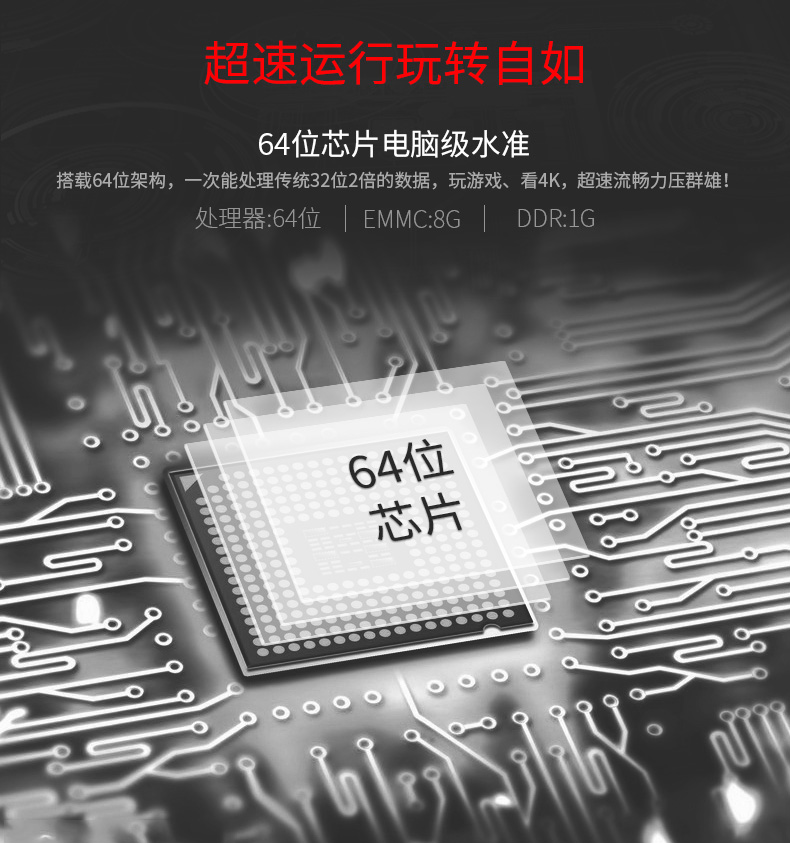 超速运行玩转自如
64位芯片电脑级水准
搭载64位架构，一次能处理传统32位2倍的数据，玩游戏、看4K，超速流畅力压群雄！
处理器:64位 | EMMC:8G | DDR:1G
64位
芯片